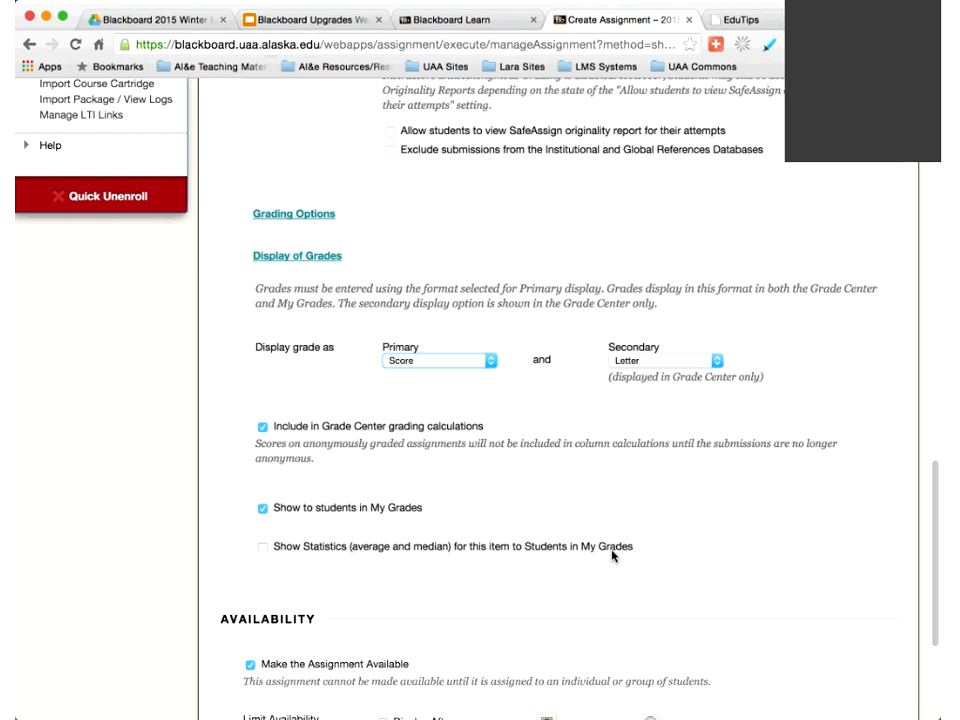 Blackboard 2015 Winter
Blackboard Upgrades We
Blackboard Learn
Create Assignment – 201
EduTips
https://blackboard.uaa.alaska.edu/webapps/assignment/execute/manageAssignment?method=sh...
Apps
Bookmarks
AI&e Teaching Mater
AI&e Resources/Res
UAA Sites
Lara Sites
LMS Systems
UAA Commons
Import Course Cartridge
Import Package / View Logs
Manage LTI Links
Help
Quick Unenroll
Originality Reports depending on the state of the "Allow students to view SafeAssign
their attempts" setting.
Allow students to view SafeAssign originality report for their attempts
Exclude submissions from the Institutional and Global References Databases
Grading Options
Display of Grades
Grades must be entered using the format selected for Primary display. Grades display in this format in both the Grade Center
and My Grades. The secondary display option is shown in the Grade Center only.
Display grade as
Primary
Score
and
Secondary
Letter
(displayed in Grade Center only)
Include in Grade Center grading calculations
Scores on anonymously graded assignments will not be included in column calculations until the submissions are no longer
anonymous.
Show to students in My Grades
Show Statistics (average and median) for this item to Students in My Grades
AVAILABILITY
Make the Assignment Available
This assignment cannot be made available until it is assigned to an individual or group of students.
Limit Availability